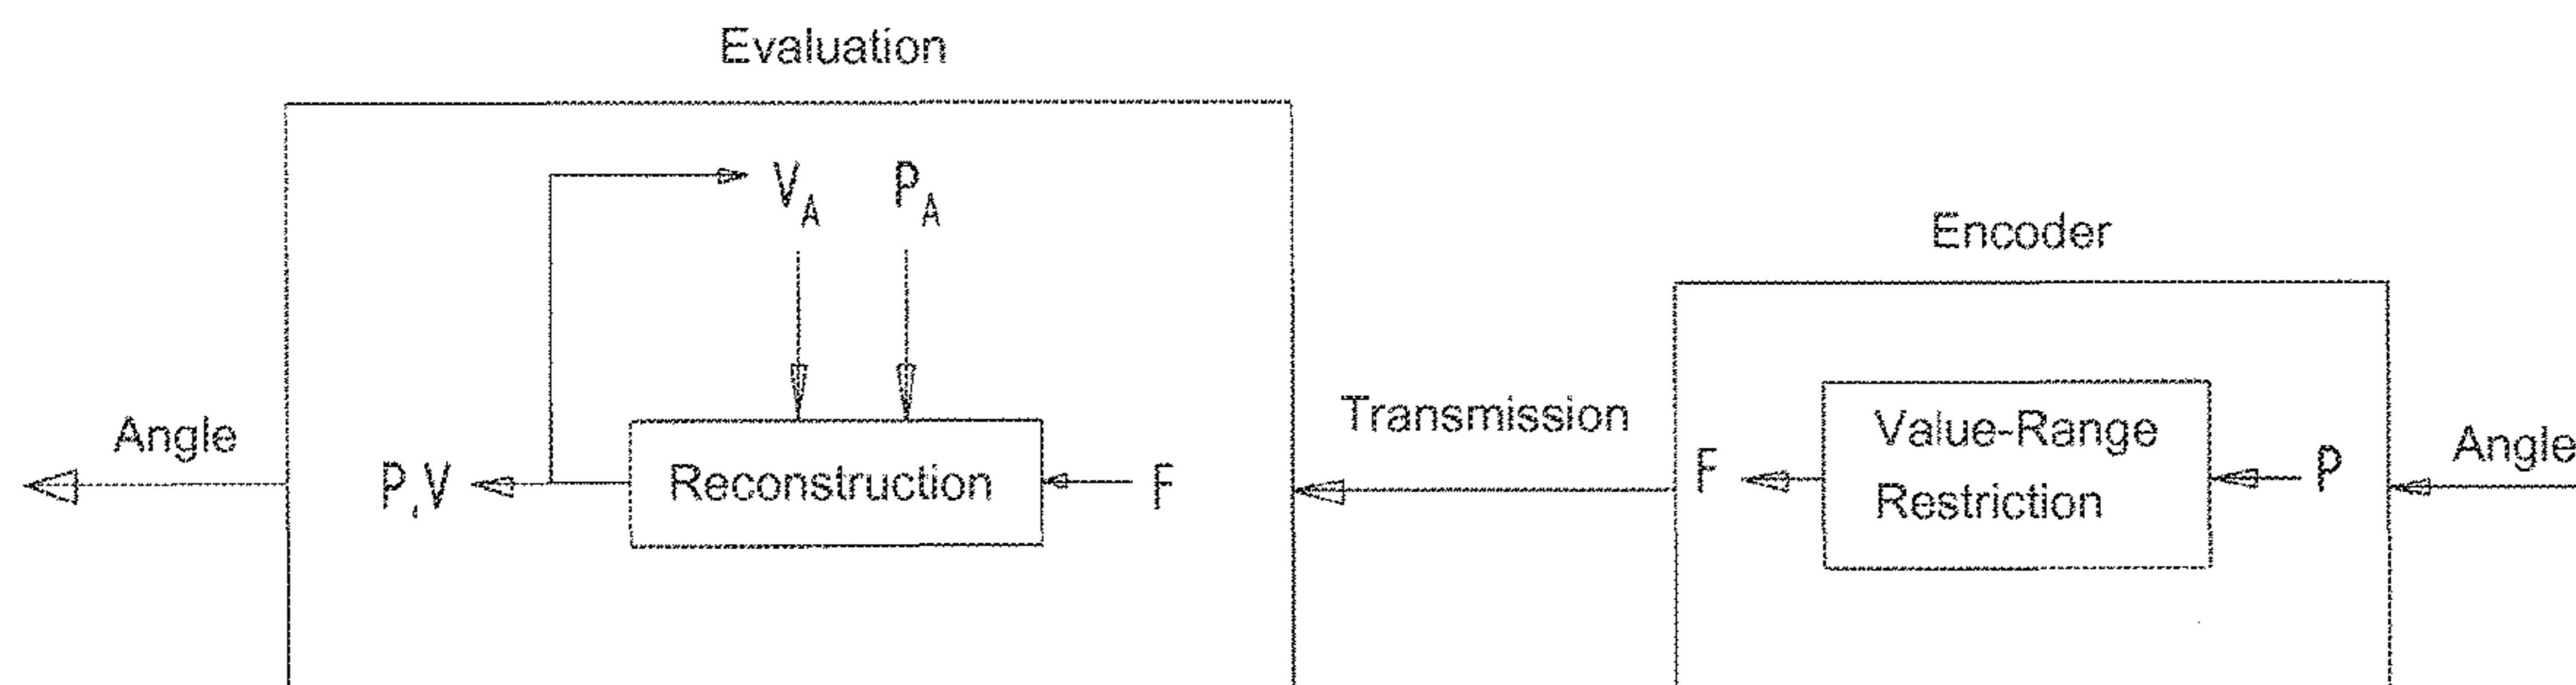 Evaluation
V_A P_A
Encoder
Angle
P,V
Reconstruction
F
Transmission
F
Value-Range
Restriction
P
Angle